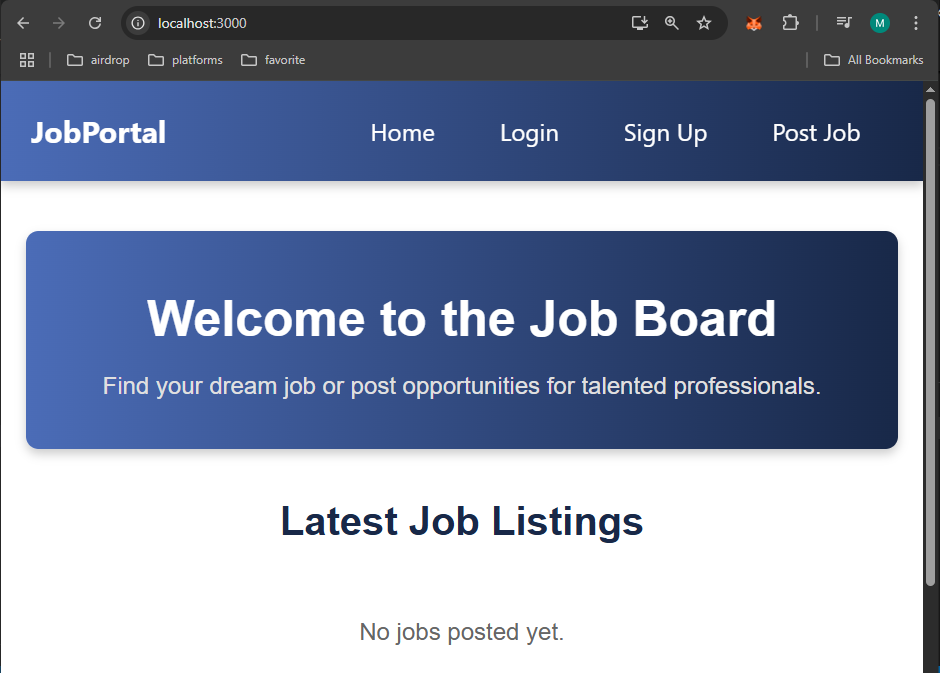 localhost:3000
M
airdrop platforms favorite All Bookmarks
JobPortal Home Login Sign Up Post Job
Welcome to the Job Board
Find your dream job or post opportunities for talented professionals.
Latest Job Listings
No jobs posted yet.